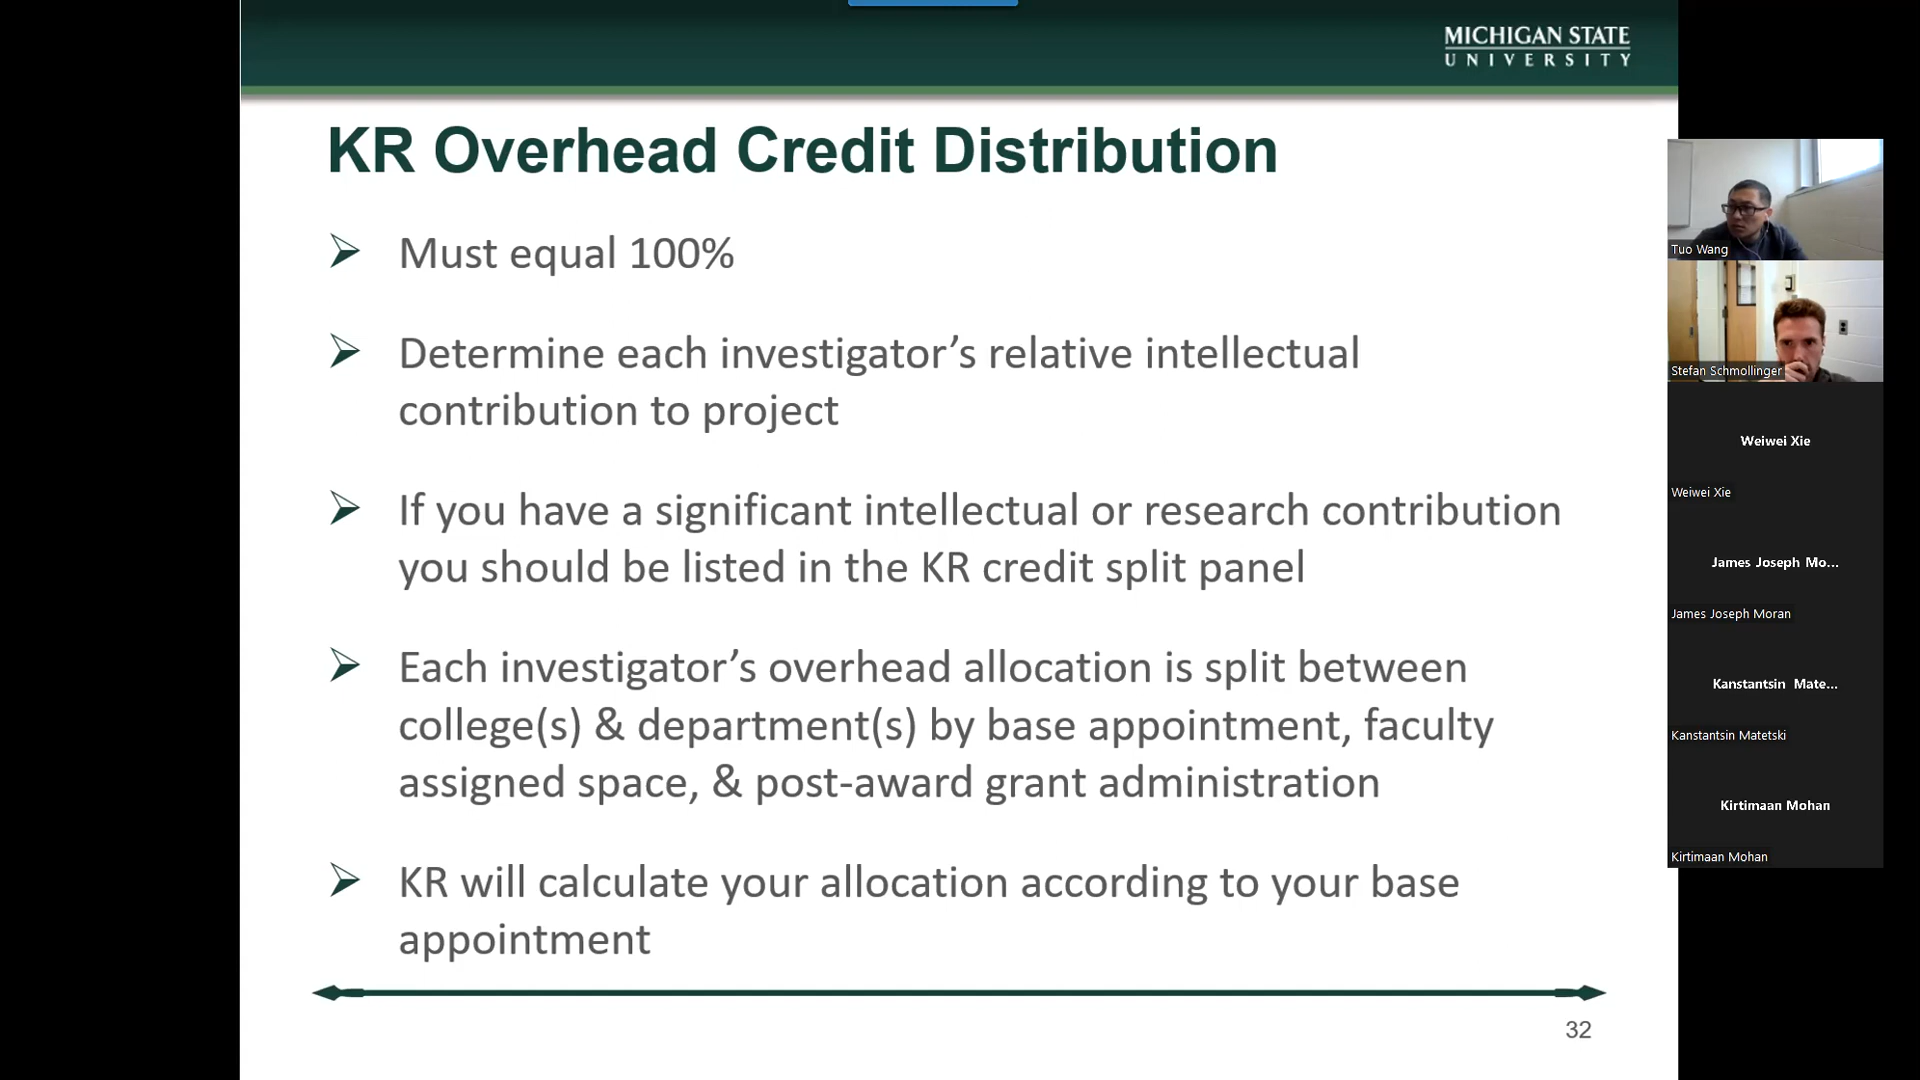 MICHIGAN STATE
UNIVERSITY
KR Overhead Credit Distribution
Must equal 100%
Determine each investigator’s relative intellectual
contribution to project
If you have a significant intellectual or research contribution
you should be listed in the KR credit split panel
Each investigator’s overhead allocation is split between
college(s) & department(s) by base appointment, faculty
assigned space, & post-award grant administration
KR will calculate your allocation according to your base
appointment
32
Tuo Wang
Stefan Schmollinger
Weiwei Xie
Weiwei Xie
James Joseph Mo...
James Joseph Moran
Kanstantsin Mate...
Kanstantsin Matetski
Kirtimaan Mohan
Kirtimaan Mohan